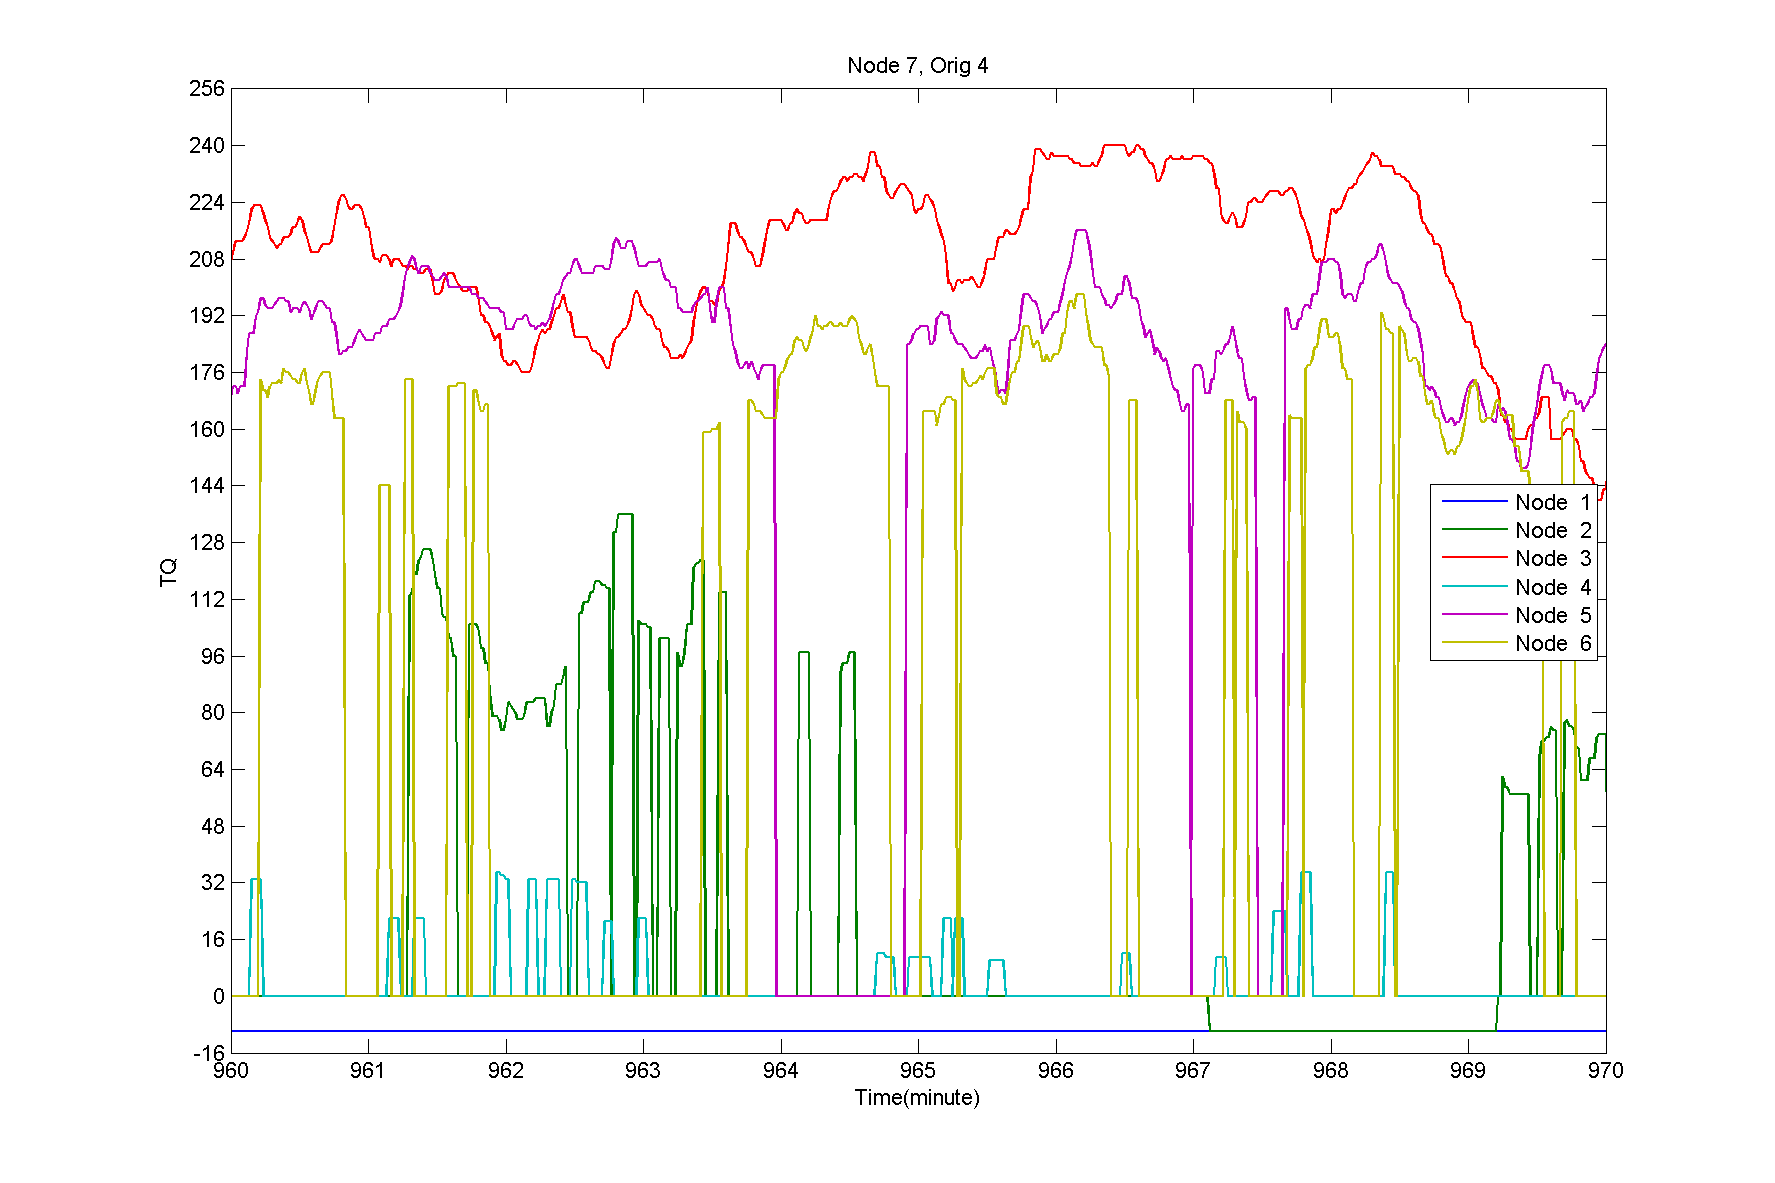 Node 7, Orig 4
256
240
224
208
192
176
160
144
128
112
96
80
64
48
32
16
0
-16
TQ
960 961 962 963 964 965 966 967 968 969 970
Time(minute)
Node 1
Node 2
Node 3
Node 4
Node 5
Node 6